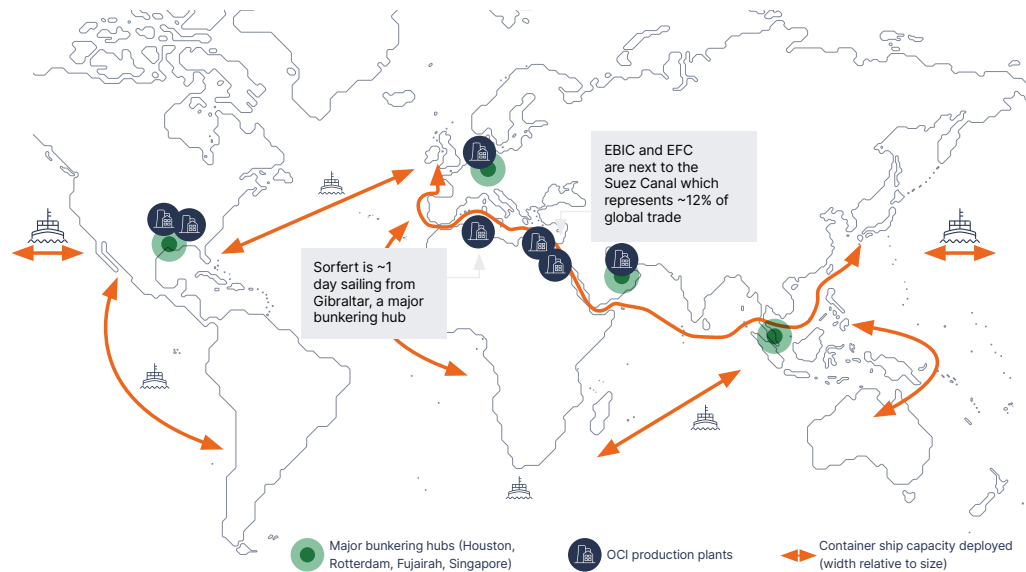 EBIC and EFC
are next to the
Suez Canal which
represents ~12% of
global trade
Sorfert is ~1
day sailing from
Gibraltar, a major
bunkering hub
Major bunkering hubs (Houston,
Rotterdam, Fujairah, Singapore)
OCI production plants
Container ship capacity deployed
(width relative to size)